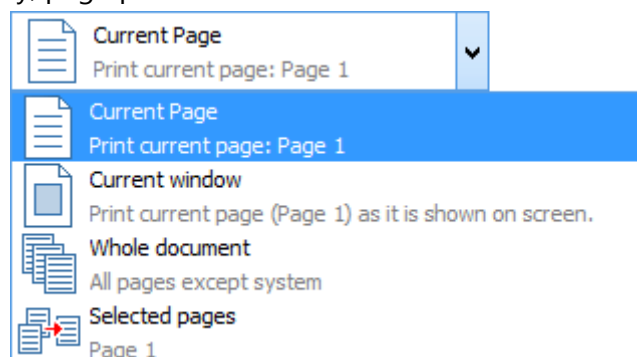 Current Page
Print current page: Page 1
Current Page
Print current page: Page 1
Current window
Print current page (Page 1) as it is shown on screen.
Whole document
All pages except system
Selected pages
Page 1